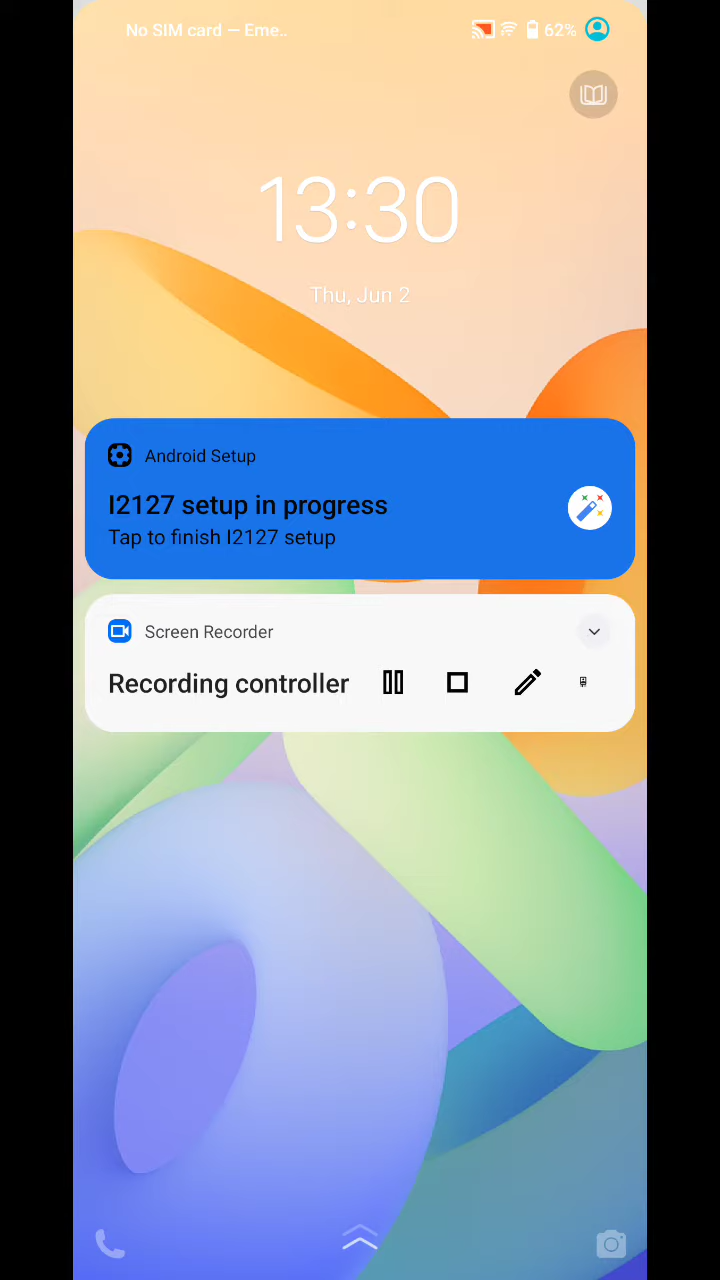 No SIM card — Eme..
62%
13:30
Thu, Jun 2
Android Setup
I2127 setup in progress
Tap to finish I2127 setup
Screen Recorder
Recording controller